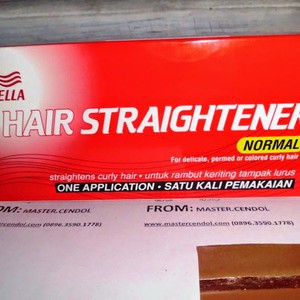 ELLA
HAIR STRAIGHTENER
NORMAL
For delicate, permed or colored curly hair
straightens curly hair • untuk rambut keriting tampak lurus
ONE APPLICATION • SATU KALI PEMAKAIAN
FROM: MASTER.CENDOL
www.mastercendol.com (0896.3590.1778)
FROM: MASTER.CENDOL
www.mastercendol.com (0896.3590.1778)